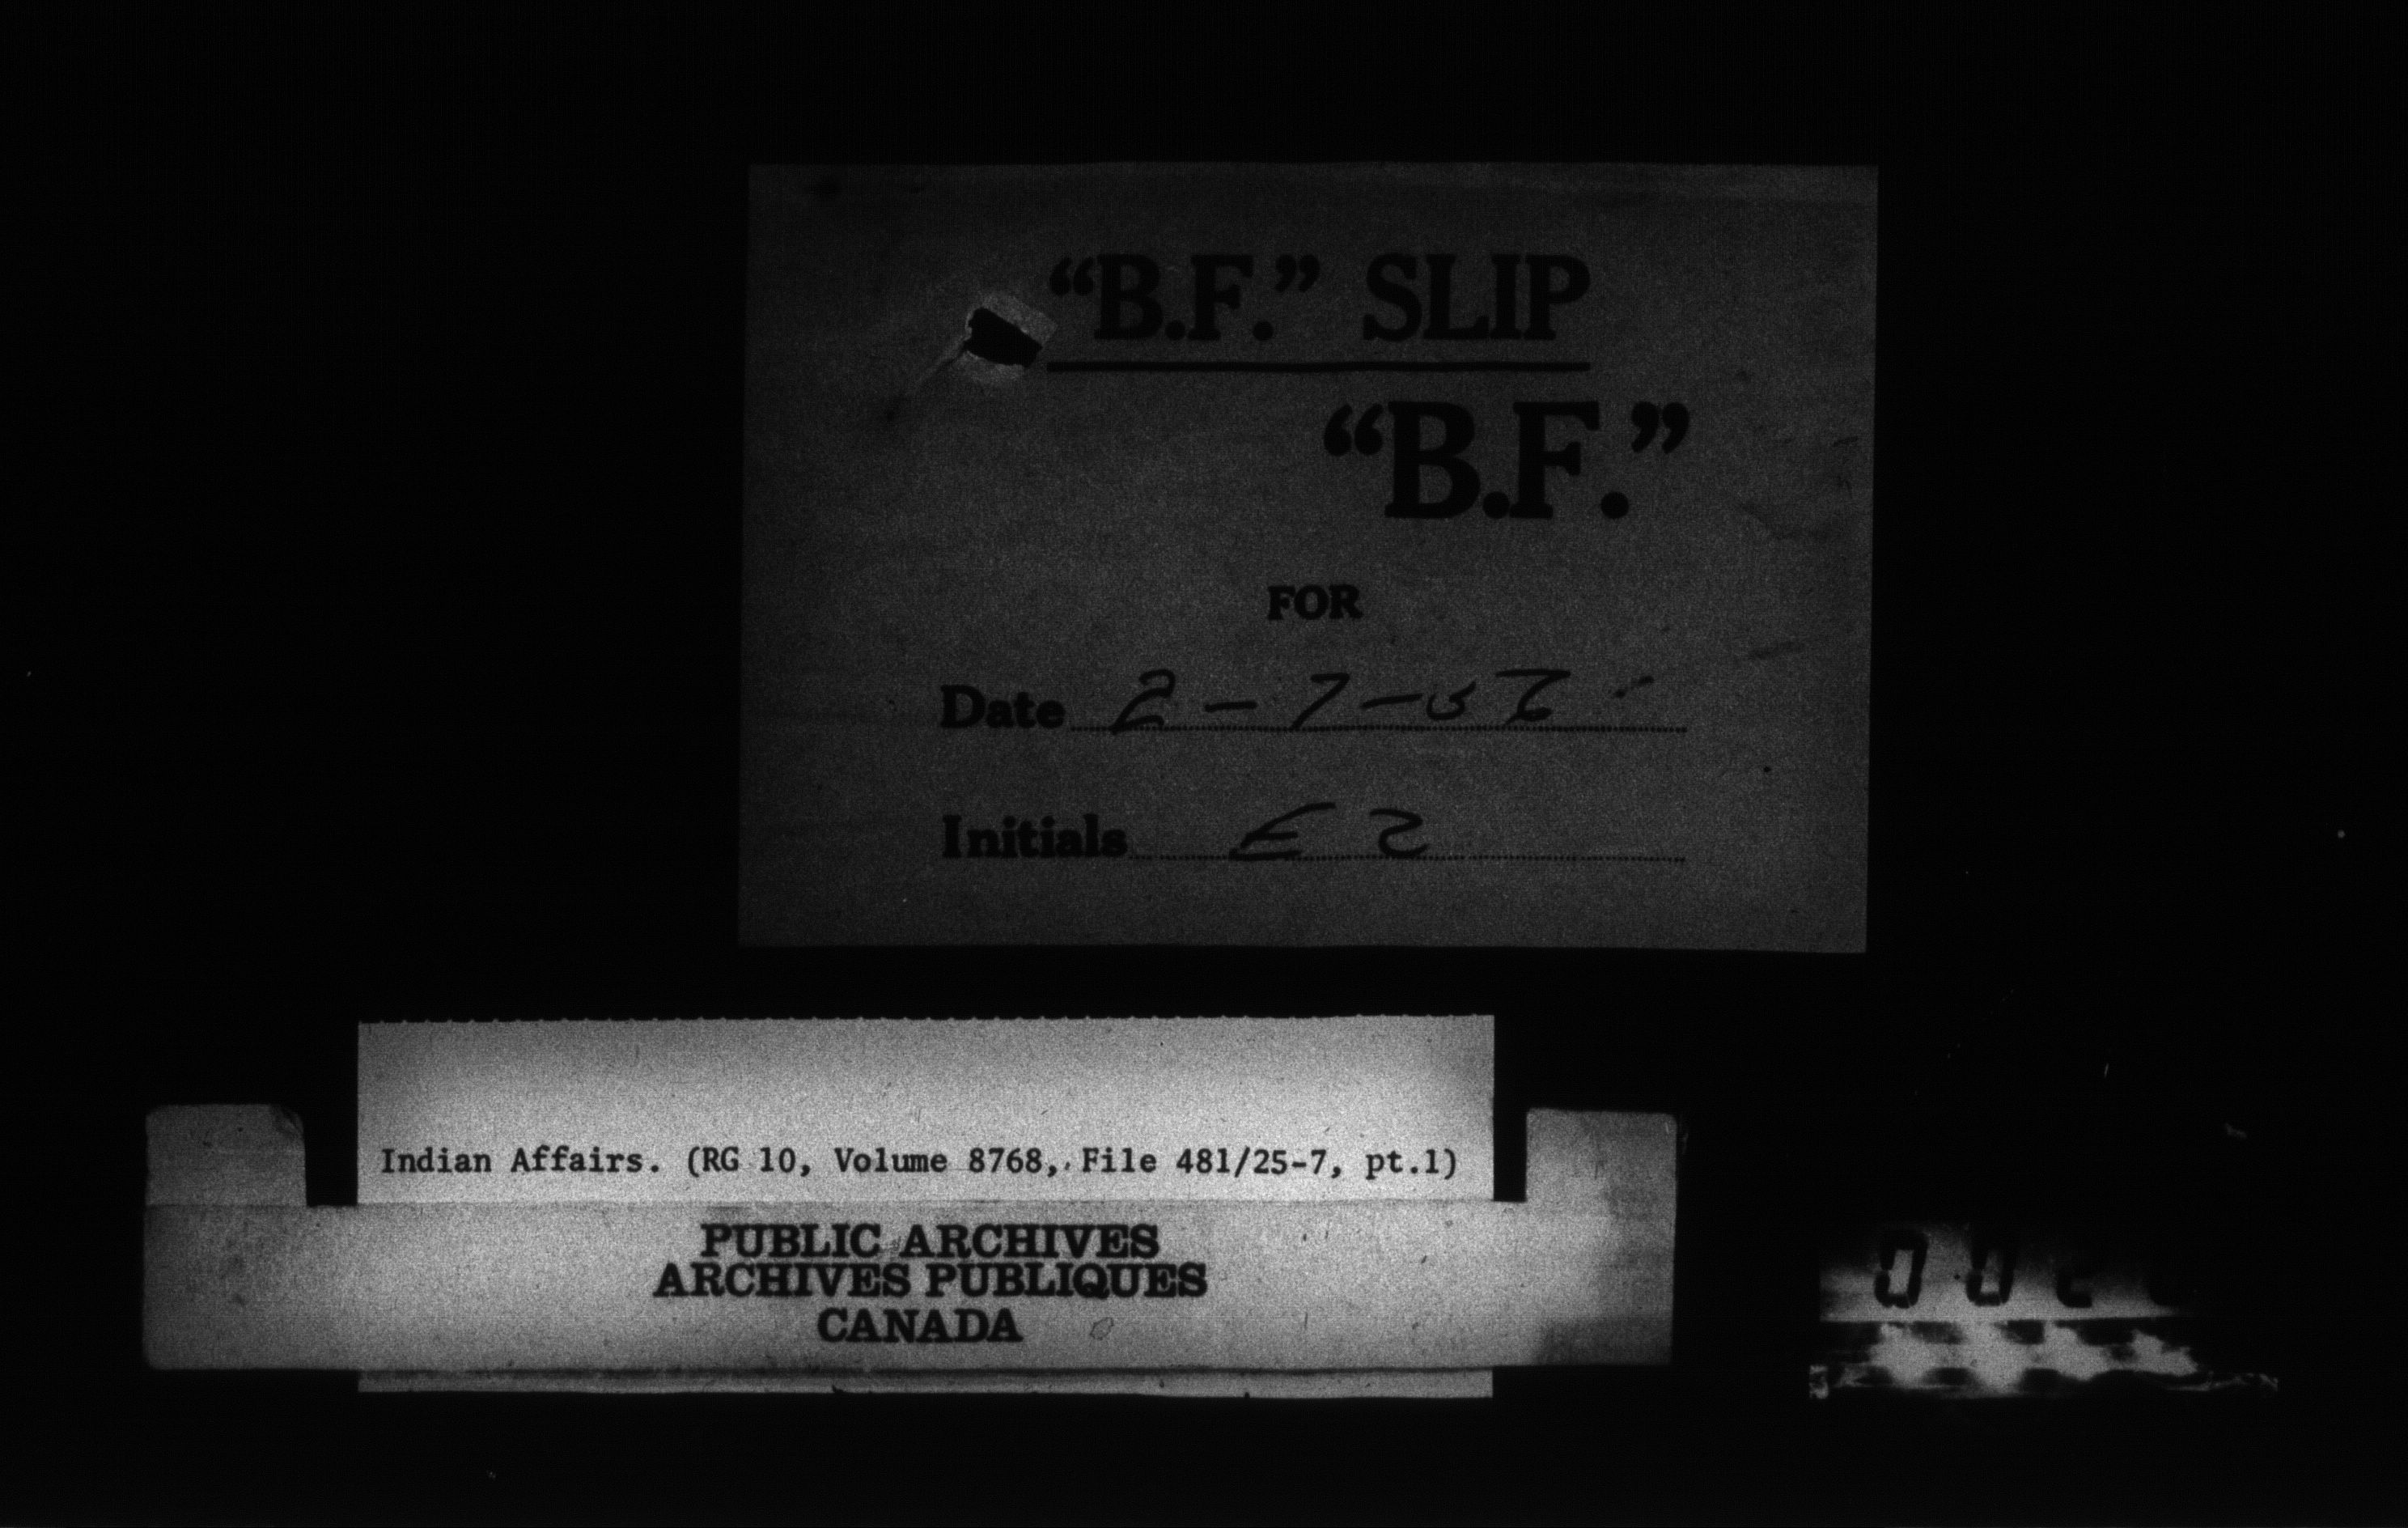 “B.F.” SLIP
“B.F.”
FOR
Date 2-7-56
Initials
Indian Affairs. (RG 10, Volume 8768, File 481/25-7, pt.1)
PUBLIC ARCHIVES
ARCHIVES PUBLIQUES
CANADA